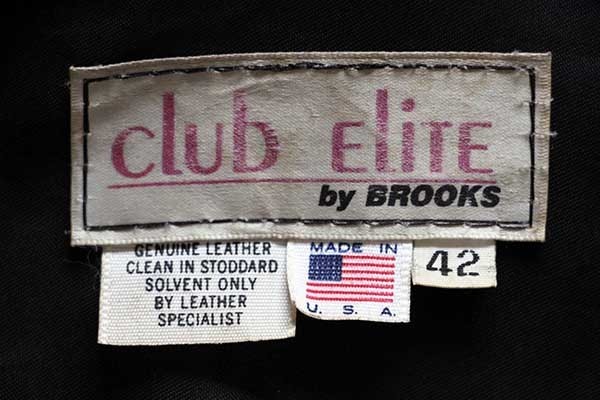 club ElitE
by BROOKS
GENUINE LEATHER
CLEAN IN STODDARD
SOLVENT ONLY
BY LEATHER
SPECIALIST
MADE IN
U. S. A.
42